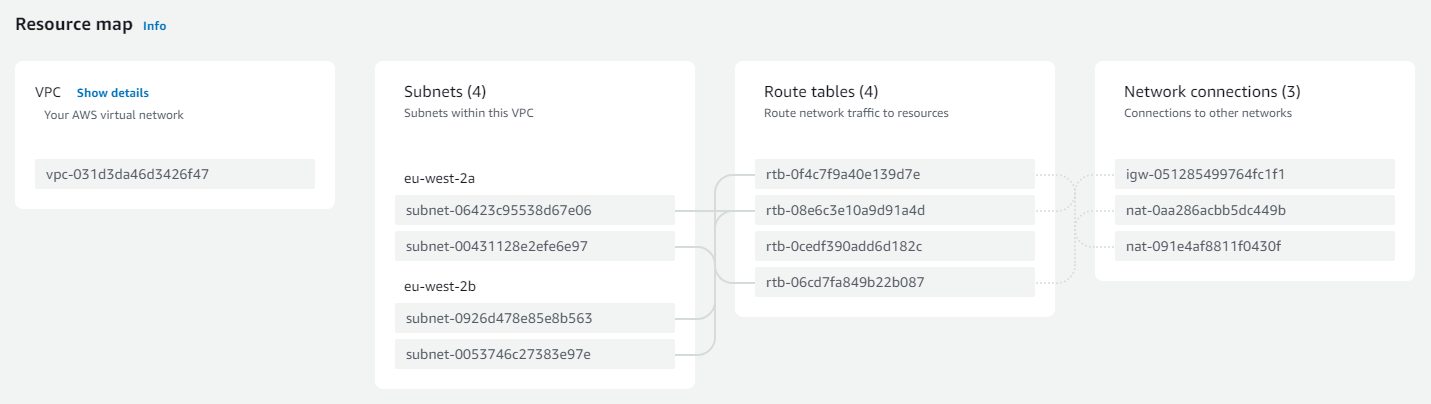 Resource map Info
VPC Show details
Your AWS virtual network
vpc-031d3da46d3426f47
Subnets (4)
Subnets within this VPC
eu-west-2a
subnet-06423c95538d67e06
subnet-00431128e2efe6e97
eu-west-2b
subnet-0926d478e85e8b563
subnet-0053746c27383e97e
Route tables (4)
Route network traffic to resources
rtb-0f4c7f9a40e139d7e
rtb-08e6c3e10a9d91a4d
rtb-0cedf390add6d182c
rtb-06cd7fa849b22b087
Network connections (3)
Connections to other networks
igw-051285499764fc1f1
nat-0aa286acbb5dc449b
nat-091e4af8811f0430f